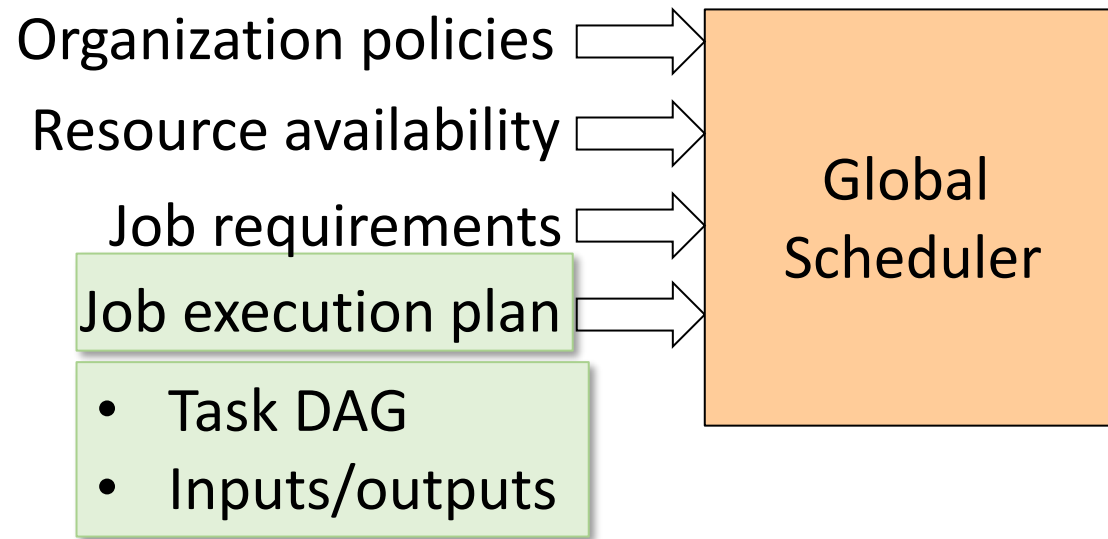 Organization policies
Resource availability
Job requirements
Job execution plan
• Task DAG
• Inputs/outputs
Global
Scheduler